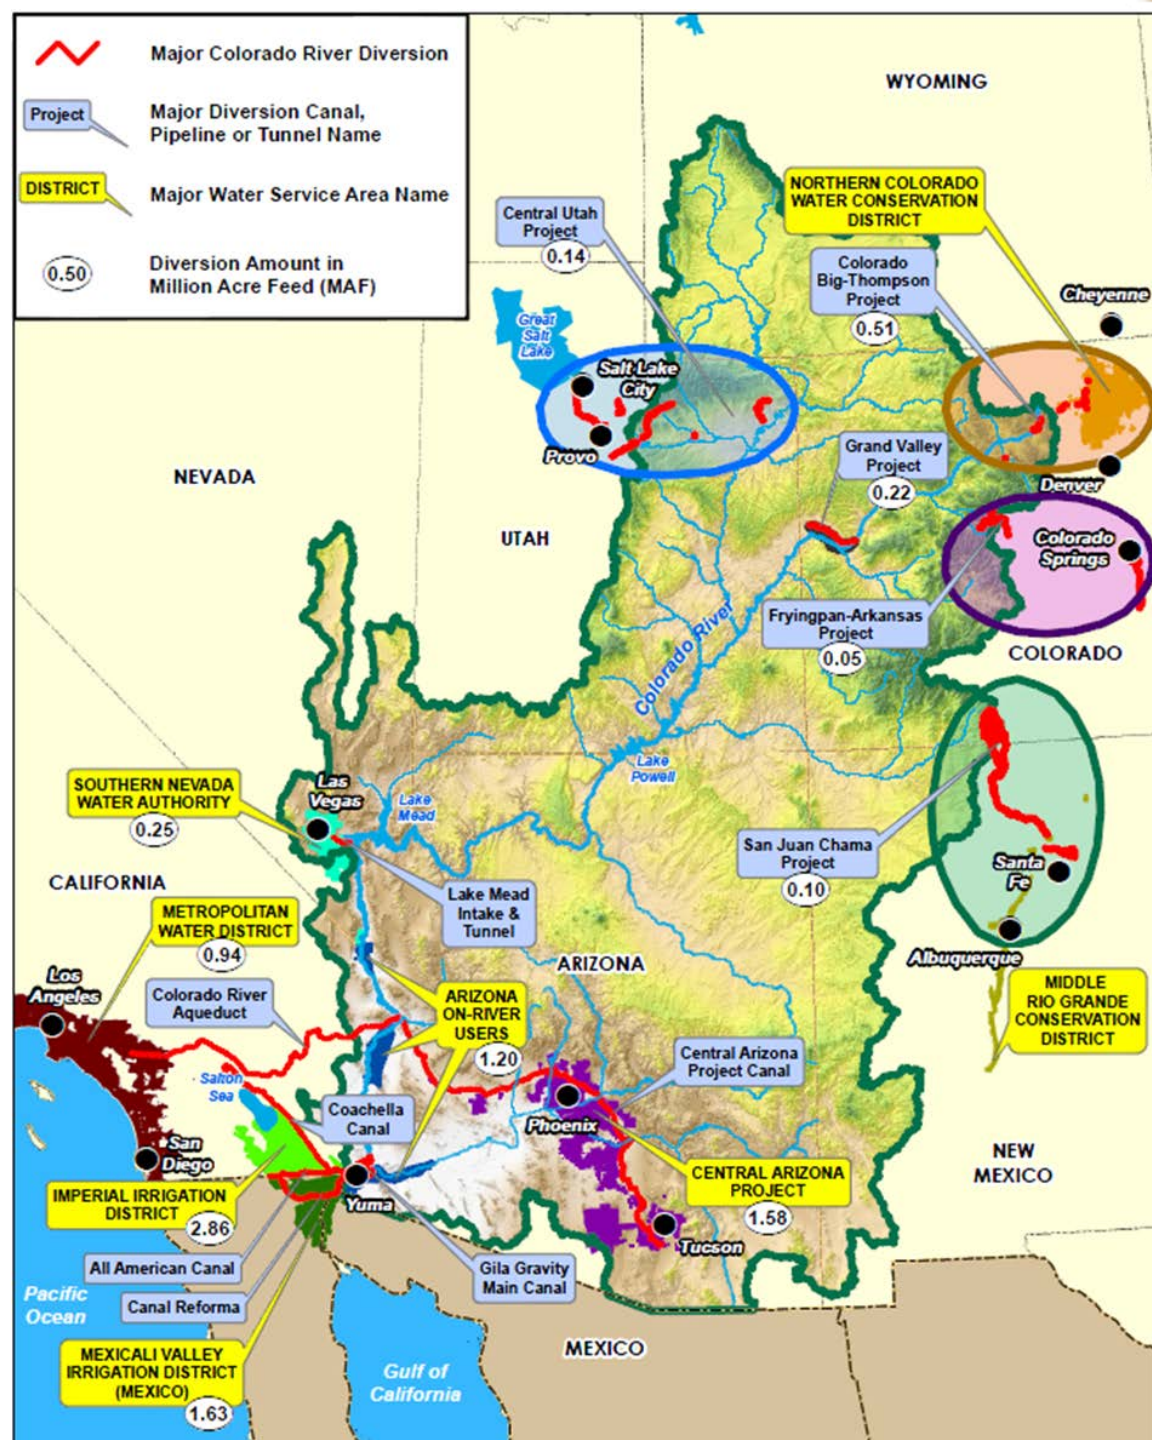 Major Colorado River Diversion
Project
Major Diversion Canal,
Pipeline or Tunnel Name
DISTRICT
Major Water Service Area Name
0.50
Diversion Amount in
Million Acre Feed (MAF)
WYOMING
NORTHERN COLORADO
WATER CONSERVATION
DISTRICT
Central Utah
Project
0.14
Colorado
Big-Thompson
Project
0.51
Cheyenne
Great
Salt
Lake
Salt Lake
City
Provo
Grand Valley
Project
0.22
Denver
NEVADA
UTAH
Colorado
Springs
Fryingpan-Arkansas
Project
0.05
Colorado River
COLORADO
Lake
Powell
SOUTHERN NEVADA
WATER AUTHORITY
0.25
Las
Vegas
Lake
Mead
San Juan Chama
Project
0.10
Santa
Fe
CALIFORNIA
Lake Mead
Intake &
Tunnel
METROPOLITAN
WATER DISTRICT
0.94
ARIZONA
Albuquerque
Los
Angeles
Colorado River
Aqueduct
ARIZONA
ON-RIVER
USERS
1.20
MIDDLE
RIO GRANDE
CONSERVATION
DISTRICT
Central Arizona
Project Canal
Salton
Sea
Coachella
Canal
Phoenix
San
Diego
NEW
MEXICO
CENTRAL ARIZONA
PROJECT
1.58
IMPERIAL IRRIGATION
DISTRICT
2.86
Yuma
Tucson
All American Canal
Gila Gravity
Main Canal
Canal Reforma
Pacific
Ocean
MEXICALI VALLEY
IRRIGATION DISTRICT
(MEXICO)
1.63
MEXICO
Gulf of
California